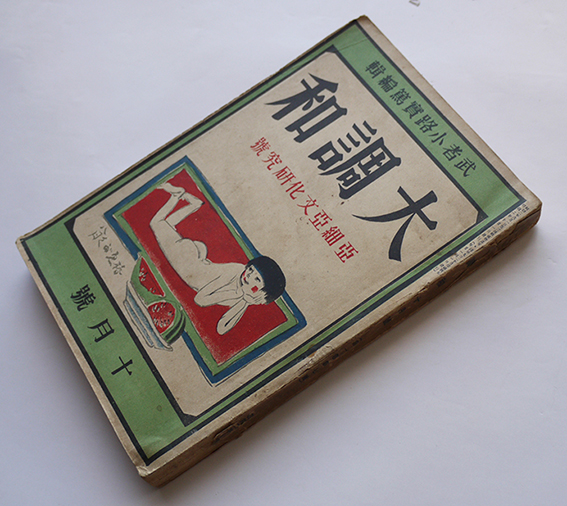 武者小路實篤編輯
大調和
亞細亞文化研究號
十月號